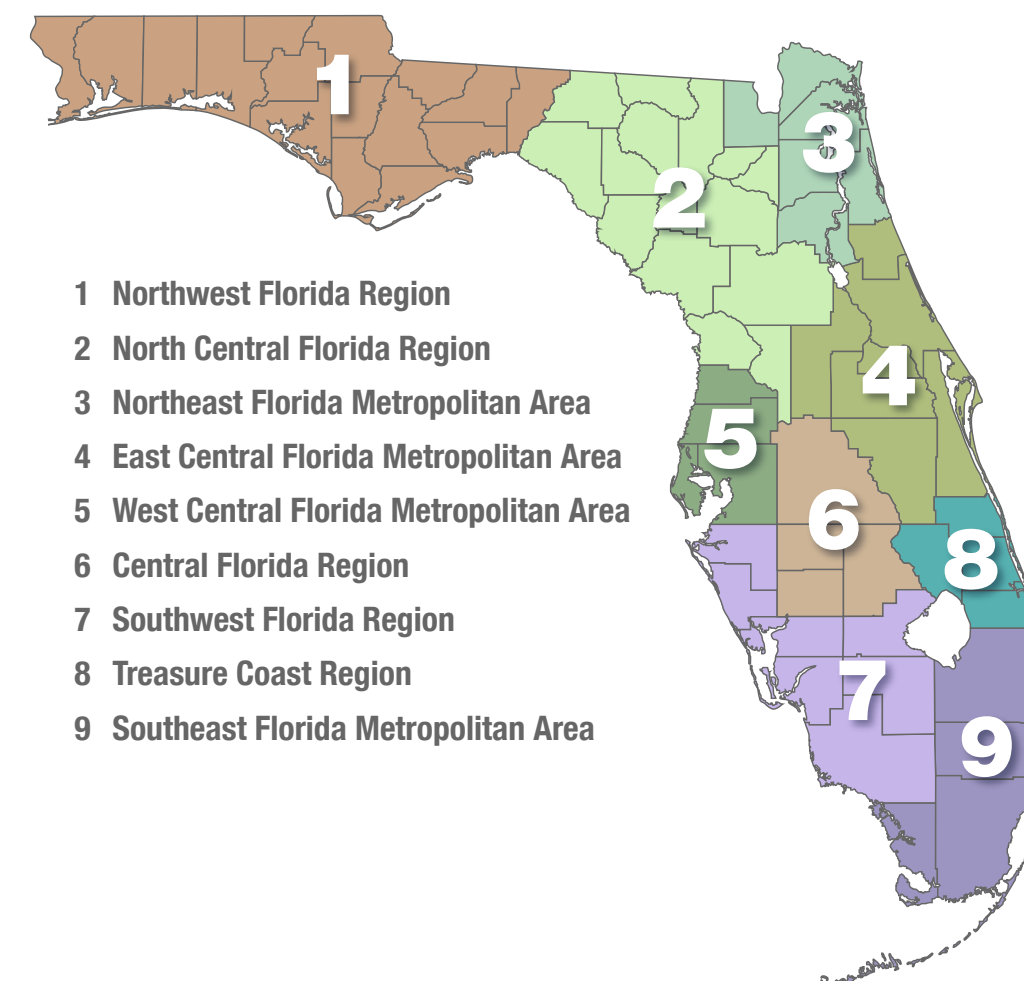 1
2
3
4
5
6
7
8
9
1 Northwest Florida Region
2 North Central Florida Region
3 Northeast Florida Metropolitan Area
4 East Central Florida Metropolitan Area
5 West Central Florida Metropolitan Area
6 Central Florida Region
7 Southwest Florida Region
8 Treasure Coast Region
9 Southeast Florida Metropolitan Area